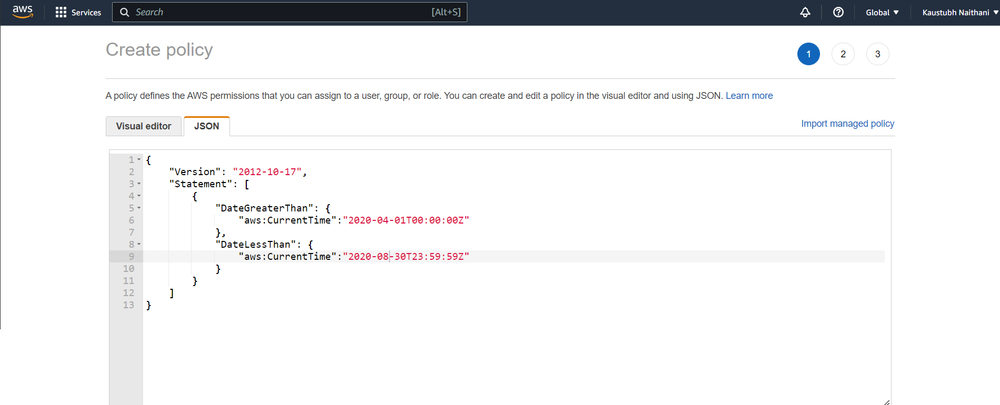 aws Services Search [Alt+S] Global Kaustubh Naithani
Create policy
1 2 3
A policy defines the AWS permissions that you can assign to a user, group, or role. You can create and edit a policy in the visual editor and using JSON. Learn more
Visual editor JSON Import managed policy
1 {
2     "Version": "2012-10-17",
3     "Statement": [
4         {
5             "DateGreaterThan": {
6                 "aws:CurrentTime":"2020-04-01T00:00:00Z"
7             },
8             "DateLessThan": {
9                 "aws:CurrentTime":"2020-08-30T23:59:59Z"
10             }
11         }
12     ]
13 }